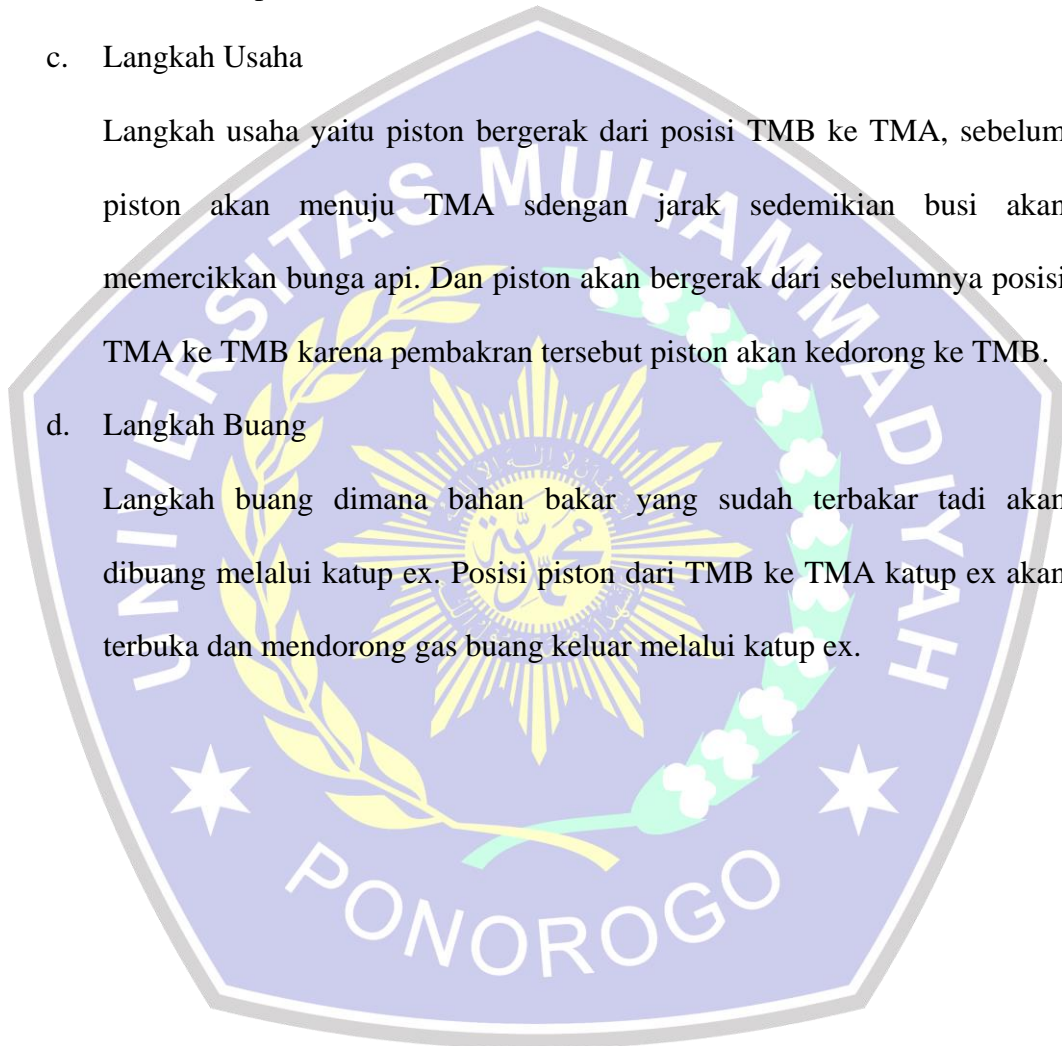 c. Langkah Usaha
Langkah usaha yaitu piston bergerak dari posisi TMB ke TMA, sebelum
piston akan menuju TMA sdengan jarak sedemikian busi akan
memercikkan bunga api. Dan piston akan bergerak dari sebelumnya posisi
TMA ke TMB karena pembakran tersebut piston akan kedorong ke TMB.
d. Langkah Buang
Langkah buang dimana bahan bakar yang sudah terbakar tadi akan
dibuang melalui katup ex. Posisi piston dari TMB ke TMA katup ex akan
terbuka dan mendorong gas buang keluar melalui katup ex.
UNIVERSITAS MUHAMMADIYAH
PONOROGO